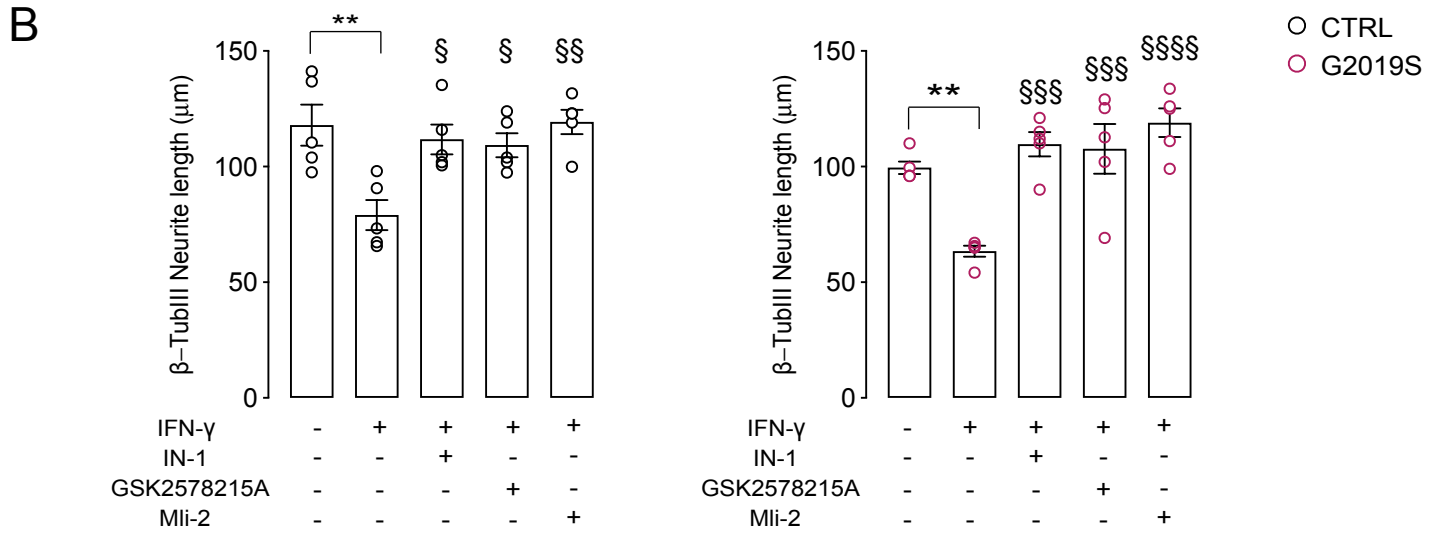 B
** § § §§
150
100
50
0
β–TubIII Neurite length (μm)
IFN-γ - + + + +
IN-1 - - + - -
GSK2578215A - - - + -
Mli-2 - - - - +
** §§§ §§§ §§§§
150
100
50
0
β–TubIII Neurite length (μm)
IFN-γ - + + + +
IN-1 - - + - -
GSK2578215A - - - + -
Mli-2 - - - - +
CTRL
G2019S